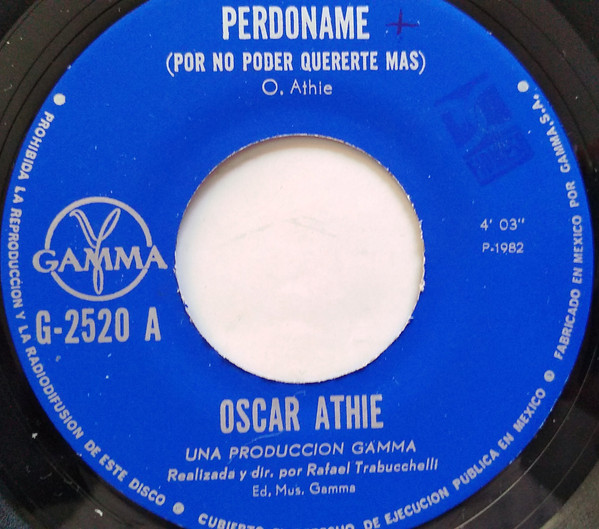 PERDONAME +
(POR NO PODER QUERERTE MAS)
O. Athie
GAMMA
G-2520 A
4' 03"
P-1982
OSCAR ATHIE
UNA PRODUCCION GAMMA
Realizada y dir. por Rafael Trabucchelli
Ed. Mus. Gamma
• PROHIBIDA LA REPRODUCCION Y LA RADIODIFUSION DE ESTE DISCO •
CUBIERTO DERECHO DE EJECUCION PUBLICA EN MEXICO •
FABRICADO EN MEXICO POR GAMMA, S.A. •